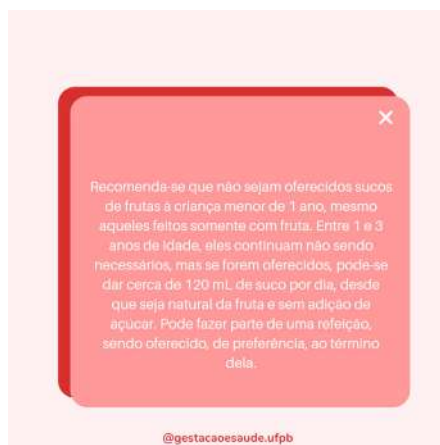 Recomenda-se que não sejam oferecidos sucos
de frutas à criança menor de 1 ano, mesmo
aqueles feitos somente com fruta. Entre 1 e 3
anos de idade, eles continuam não sendo
necessários, mas se forem oferecidos, pode-se
dar cerca de 120 mL de suco por dia, desde
que seja natural da fruta e sem adição de
açúcar. Pode fazer parte de uma refeição,
sendo oferecido, de preferência, ao término
dela.
@gestacaoesaude.ufpb